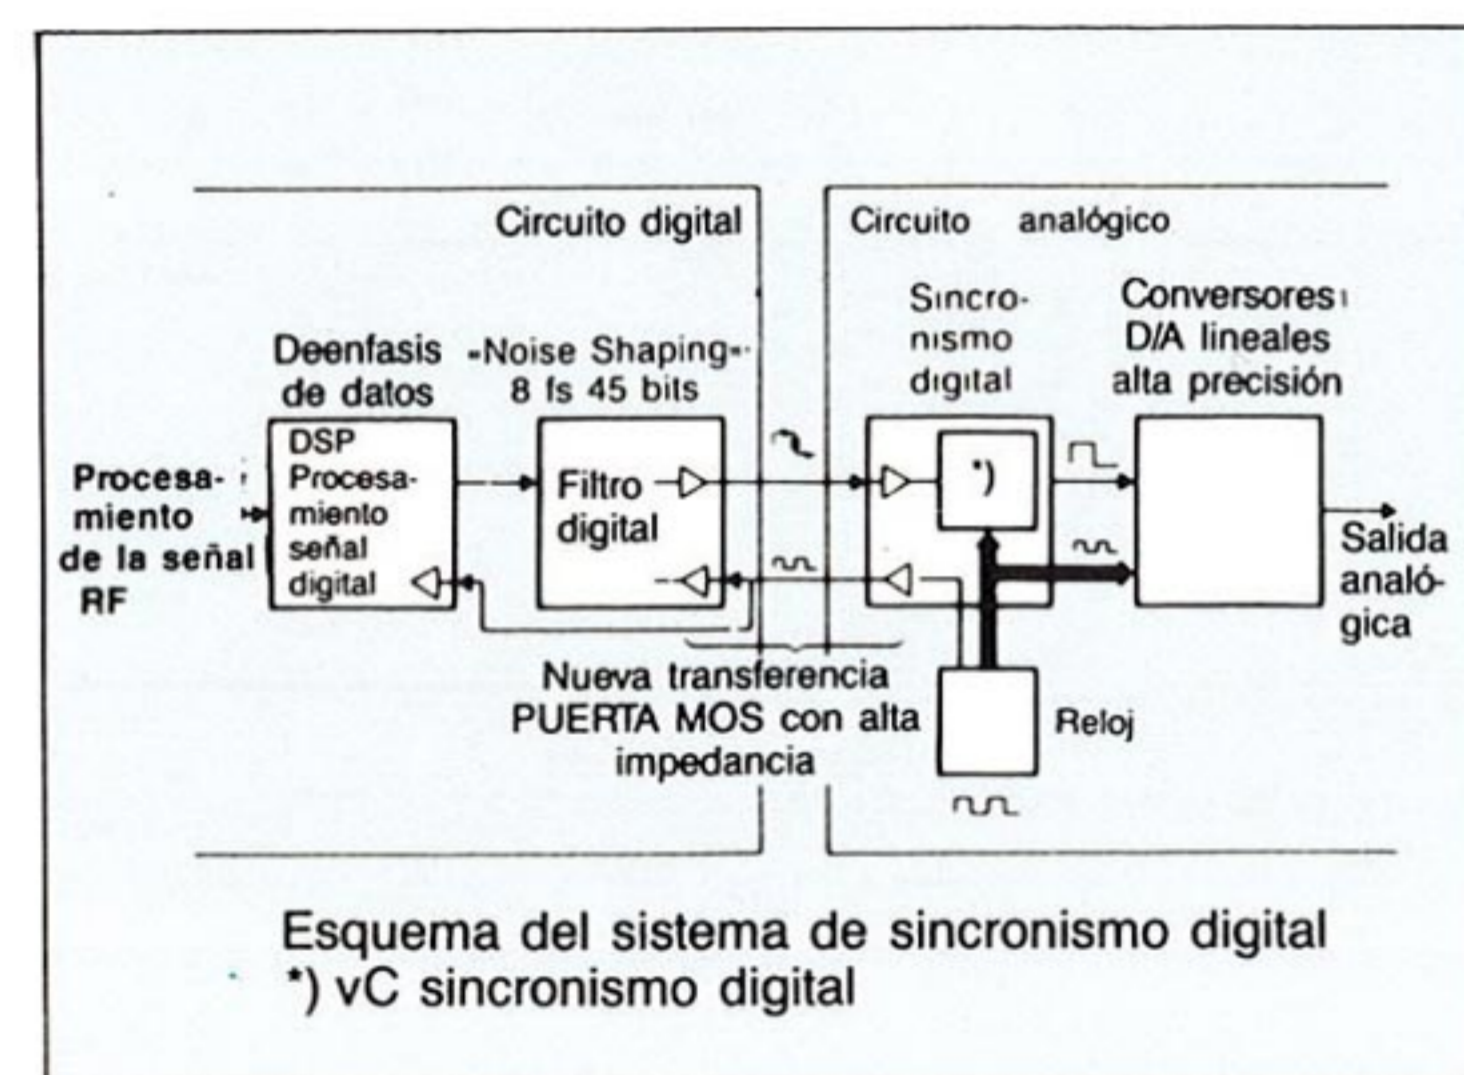 Circuito digital
Circuito analógico
Deenfasis
de datos
-Noise Shaping-
8 fs 45 bits
Sincro-
nismo
digital
Conversores
D/A lineales
alta precisión
Procesa-
miento
de la señal
RF
DSP
Procesa-
miento
señal
digital
Filtro
digital
*)
Salida
analó-
gica
Nueva transferencia
PUERTA MOS con alta
impedancia
Reloj
Esquema del sistema de sincronismo digital
*) vC sincronismo digital